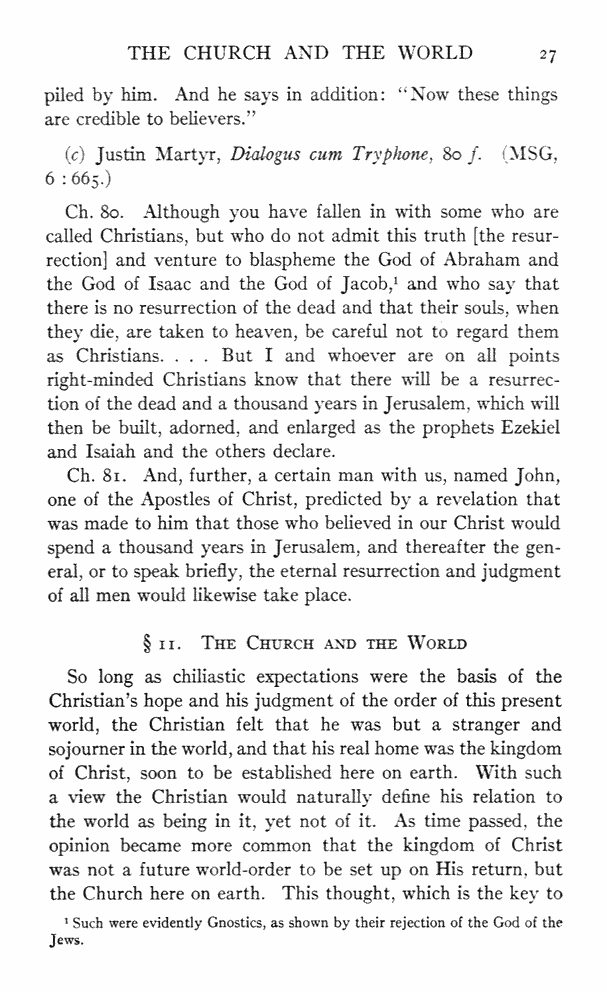 THE CHURCH AND THE WORLD 27
piled by him. And he says in addition: "Now these things
are credible to believers."
(c) Justin Martyr, Dialogus cum Tryphone, 80 f. (MSG,
6 : 665.)
Ch. 80. Although you have fallen in with some who are
called Christians, but who do not admit this truth [the resur-
rection] and venture to blaspheme the God of Abraham and
the God of Isaac and the God of Jacob,¹ and who say that
there is no resurrection of the dead and that their souls, when
they die, are taken to heaven, be careful not to regard them
as Christians. . . . But I and whoever are on all points
right-minded Christians know that there will be a resurrec-
tion of the dead and a thousand years in Jerusalem, which will
then be built, adorned, and enlarged as the prophets Ezekiel
and Isaiah and the others declare.
Ch. 81. And, further, a certain man with us, named John,
one of the Apostles of Christ, predicted by a revelation that
was made to him that those who believed in our Christ would
spend a thousand years in Jerusalem, and thereafter the gen-
eral, or to speak briefly, the eternal resurrection and judgment
of all men would likewise take place.
§ 11. THE CHURCH AND THE WORLD
So long as chiliastic expectations were the basis of the
Christian's hope and his judgment of the order of this present
world, the Christian felt that he was but a stranger and
sojourner in the world, and that his real home was the kingdom
of Christ, soon to be established here on earth. With such
a view the Christian would naturally define his relation to
the world as being in it, yet not of it. As time passed, the
opinion became more common that the kingdom of Christ
was not a future world-order to be set up on His return, but
the Church here on earth. This thought, which is the key to
¹ Such were evidently Gnostics, as shown by their rejection of the God of the
Jews.